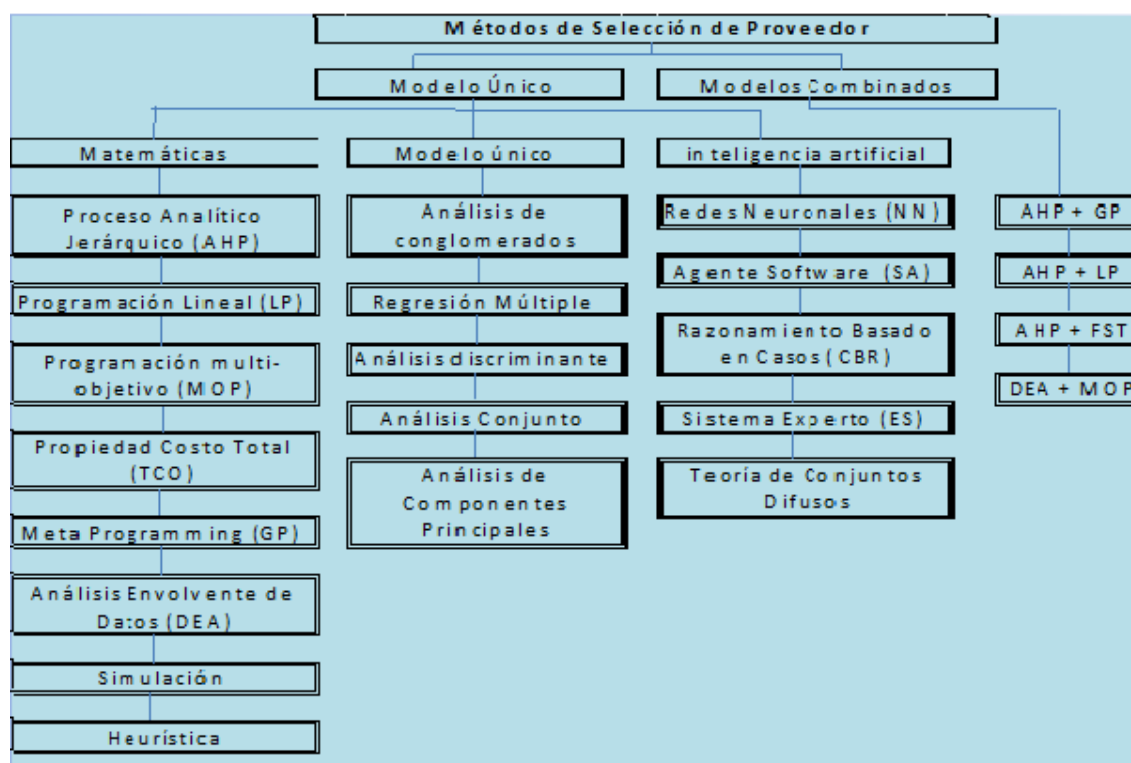 Métodos de Selección de Proveedor
Modelo Único
Modelos Combinados
Matemáticas
Proceso Analítico
Jerárquico (AHP)
Programación Lineal (LP)
Programación multi-
objetivo (MOP)
Propiedad Costo Total
(TCO)
Meta Programming (GP)
Análisis Envolvente de
Datos (DEA)
Simulación
Heurística
Modelo único
Análisis de
conglomerados
Regresión Múltiple
Análisis discriminante
Análisis Conjunto
Análisis de
Componentes
Principales
inteligencia artificial
Redes Neuronales (NN)
Agente Software (SA)
Razonamiento Basado
en Casos (CBR)
Sistema Experto (ES)
Teoría de Conjuntos
Difusos
AHP + GP
AHP + LP
AHP + FST
DEA + MOP